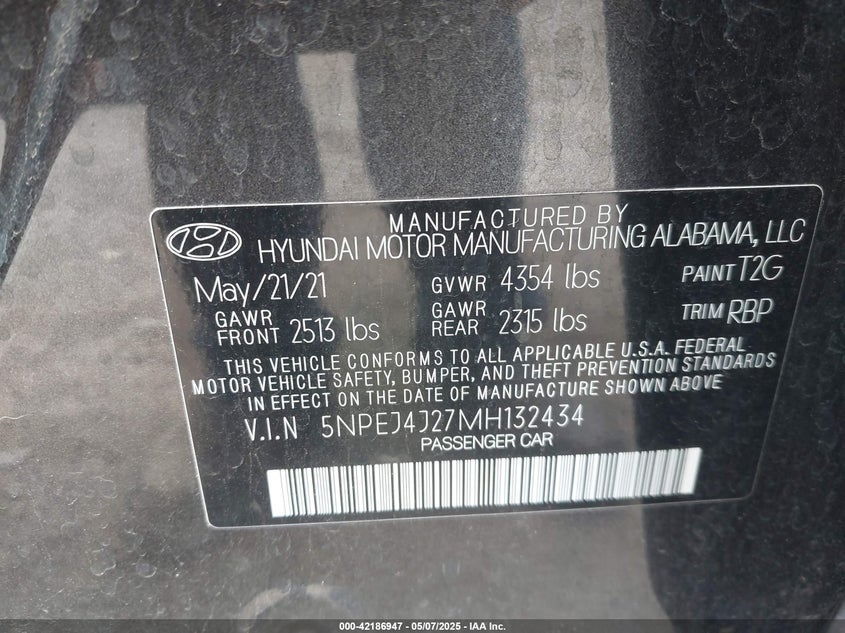 MANUFACTURED BY
HYUNDAI MOTOR MANUFACTURING ALABAMA, LLC
May/21/21 GVWR 4354 lbs PAINT T2G
GAWR FRONT 2513 lbs GAWR REAR 2315 lbs TRIM RBP
THIS VEHICLE CONFORMS TO ALL APPLICABLE U.S.A. FEDERAL
MOTOR VEHICLE SAFETY, BUMPER, AND THEFT PREVENTION STANDARDS
IN EFFECT ON THE DATE OF MANUFACTURE SHOWN ABOVE
V.I.N 5NPEJ4J27MH132434
PASSENGER CAR
000-42186947 - 05/07/2025 - IAA Inc.